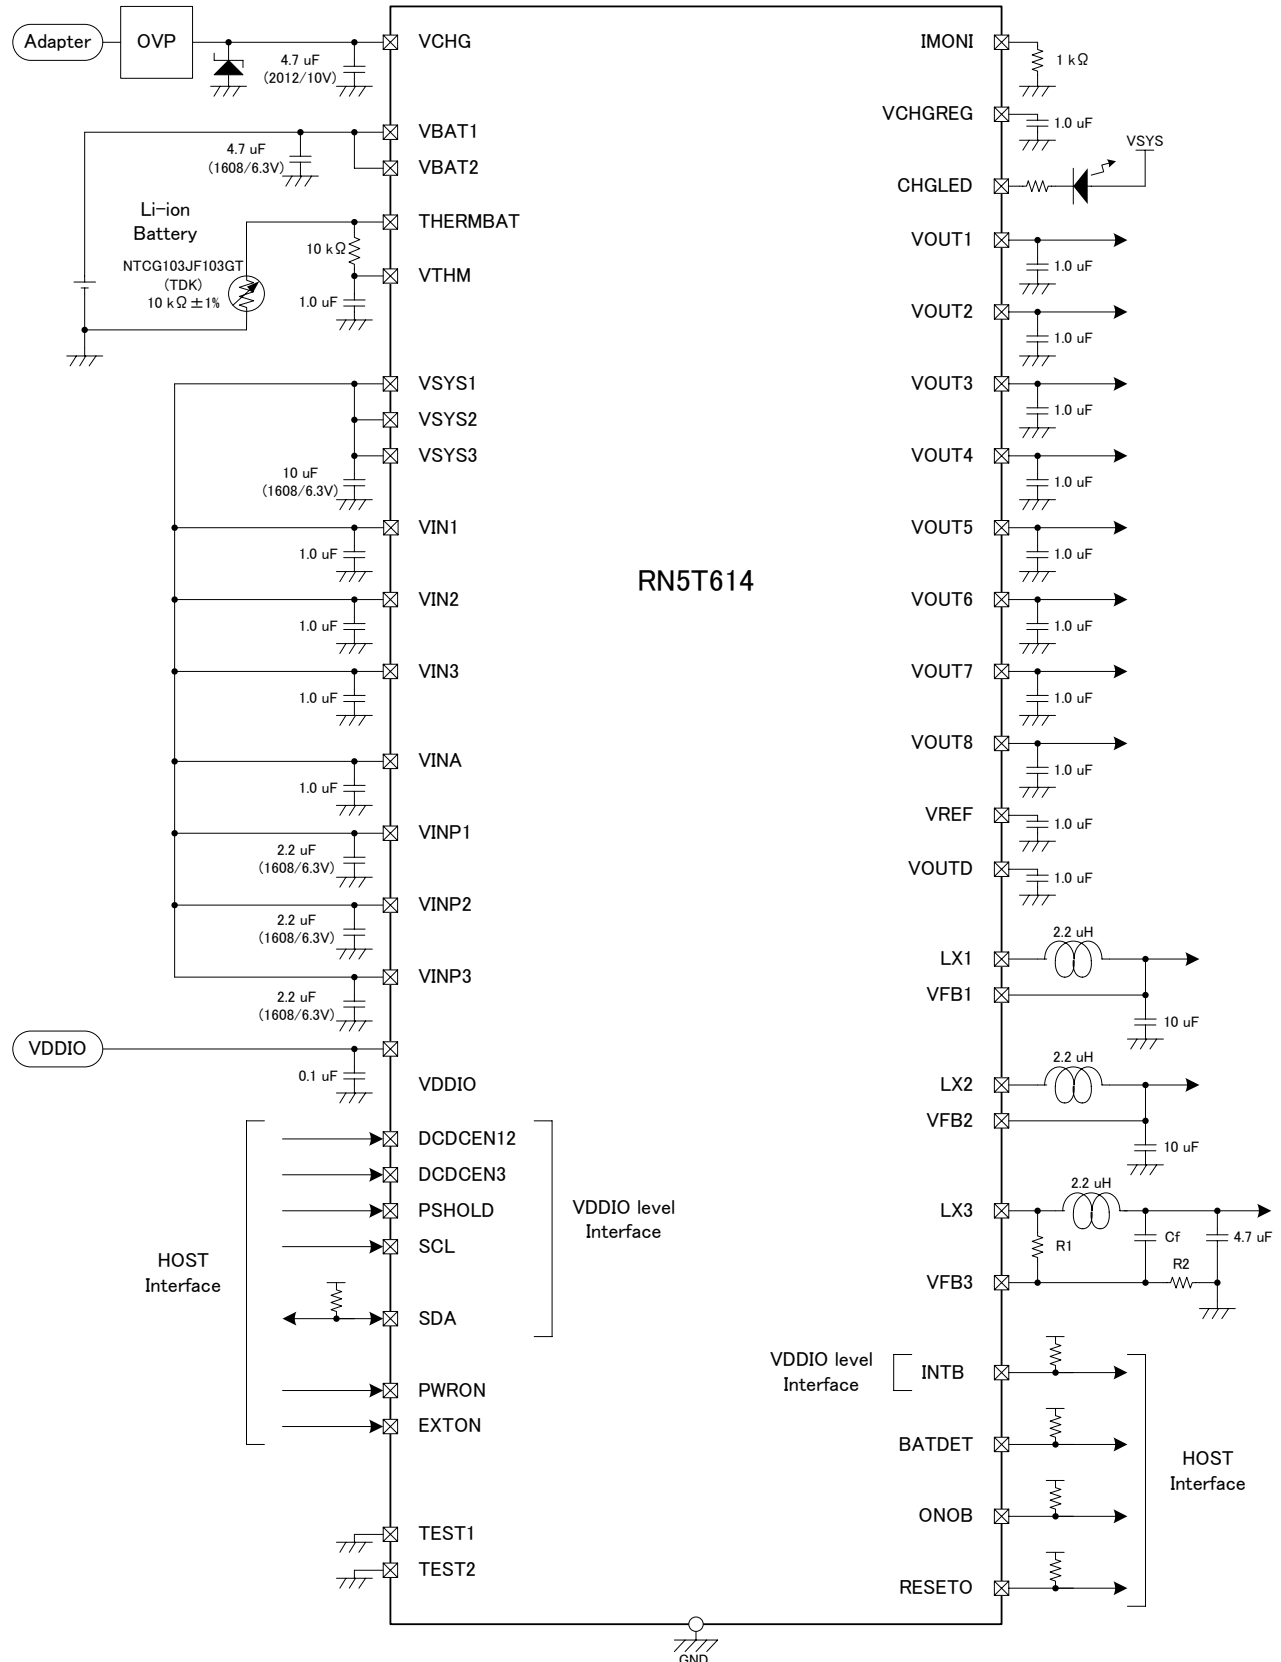 Adapter
OVP
4.7 uF
(2012/10V)
VCHG
4.7 uF
(1608/6.3V)
VBAT1
VBAT2
Li-ion
Battery
NTCG103JF103GT
(TDK)
10 kΩ ±1%
10 kΩ
1.0 uF
THERMBAT
VTHM
VSYS1
VSYS2
VSYS3
10 uF
(1608/6.3V)
VIN1
1.0 uF
VIN2
1.0 uF
VIN3
1.0 uF
VINA
1.0 uF
VINP1
2.2 uF
(1608/6.3V)
VINP2
2.2 uF
(1608/6.3V)
VINP3
2.2 uF
(1608/6.3V)
VDDIO
0.1 uF
VDDIO
HOST
Interface
DCDCEN12
DCDCEN3
PSHOLD
SCL
SDA
VDDIO level
Interface
PWRON
EXTON
TEST1
TEST2
RN5T614
GND
IMONI
1 kΩ
VCHGREG
1.0 uF
CHGLED
VSYS
VOUT1
1.0 uF
VOUT2
1.0 uF
VOUT3
1.0 uF
VOUT4
1.0 uF
VOUT5
1.0 uF
VOUT6
1.0 uF
VOUT7
1.0 uF
VOUT8
1.0 uF
VREF
1.0 uF
VOUTD
1.0 uF
LX1
2.2 uH
VFB1
10 uF
LX2
2.2 uH
VFB2
10 uF
LX3
2.2 uH
R1
Cf
4.7 uF
R2
VFB3
VDDIO level
Interface
INTB
BATDET
ONOB
RESETO
HOST
Interface